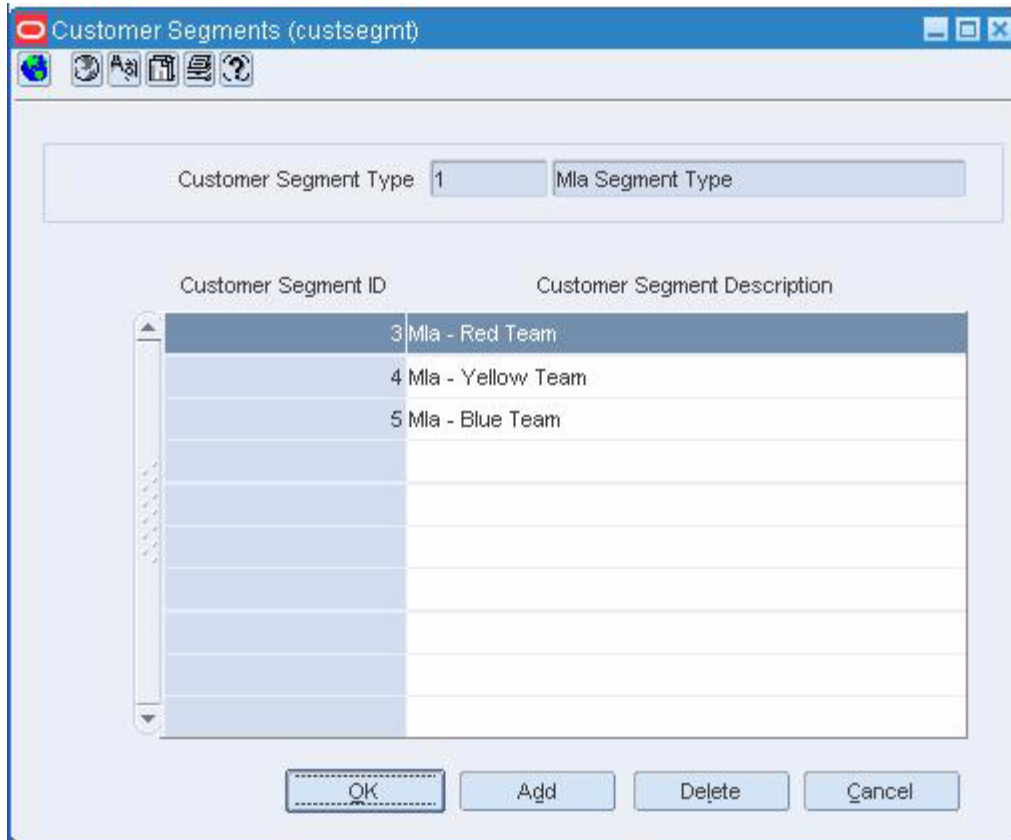 Customer Segments (custsegmt)
Customer Segment Type 1 Mla Segment Type
Customer Segment ID Customer Segment Description
3 Mla - Red Team
4 Mla - Yellow Team
5 Mla - Blue Team
OK Add Delete Cancel